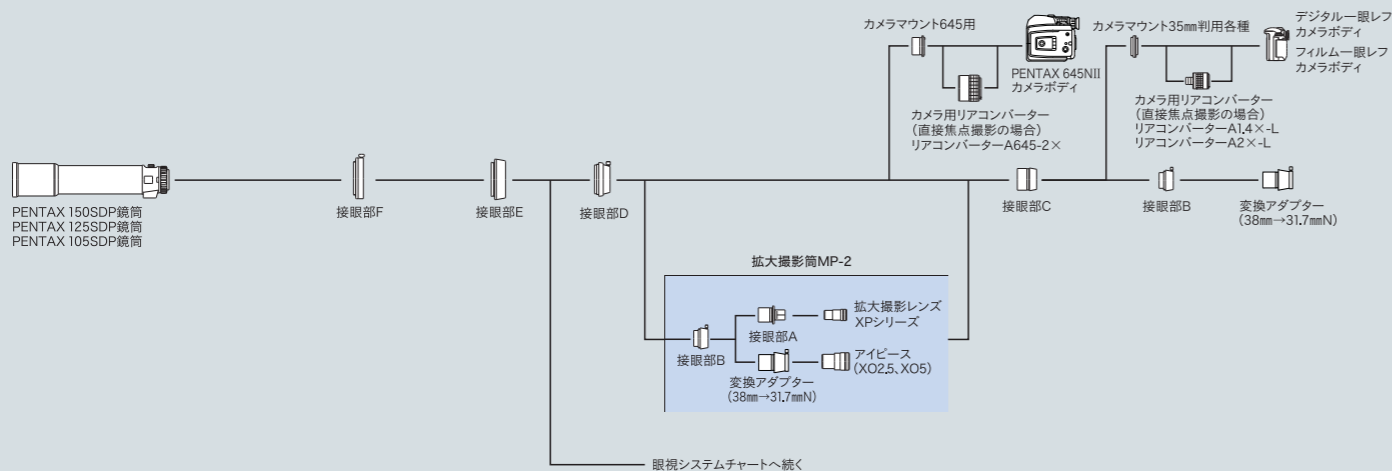 カメラマウント645用
PENTAX 645NII
カメラボディ
カメラ用リアコンバーター
(直接焦点撮影の場合)
リアコンバーターA645-2×
カメラマウント35mm判用各種
デジタル一眼レフ
カメラボディ
フィルム一眼レフ
カメラボディ
カメラ用リアコンバーター
(直接焦点撮影の場合)
リアコンバーターA1.4×-L
リアコンバーターA2×-L
PENTAX 150SDP鏡筒
PENTAX 125SDP鏡筒
PENTAX 105SDP鏡筒
接眼部F
接眼部E
接眼部D
接眼部C
接眼部B
変換アダプター
(38mm→31.7mmN)
拡大撮影筒MP-2
接眼部B
接眼部A
拡大撮影レンズ
XPシリーズ
変換アダプター
(38mm→31.7mmN)
アイピース
(XO2.5、XO5)
眼視システムチャートへ続く